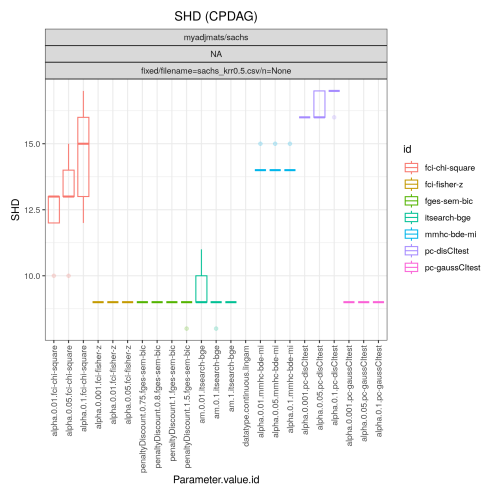 SHD (CPDAG)
myadjmats/sachs
NA
fixed/filename=sachs_krr0.5.csv/n=None
SHD
15.0
12.5
10.0
alpha.0.01.fci-chi-square
alpha.0.05.fci-chi-square
alpha.0.1.fci-chi-square
alpha.0.001.fci-fisher-z
alpha.0.01.fci-fisher-z
alpha.0.05.fci-fisher-z
penaltyDiscount.0.75.fges-sem-bic
penaltyDiscount.0.8.fges-sem-bic
penaltyDiscount.1.fges-sem-bic
penaltyDiscount.1.5.fges-sem-bic
am.0.01.itsearch-bge
am.0.1.itsearch-bge
am.1.itsearch-bge
datatype.continuous.lingam
alpha.0.01.mmhc-bde-mi
alpha.0.05.mmhc-bde-mi
alpha.0.1.mmhc-bde-mi
alpha.0.001.pc-disCItest
alpha.0.05.pc-disCItest
alpha.0.1.pc-disCItest
alpha.0.001.pc-gaussCItest
alpha.0.05.pc-gaussCItest
alpha.0.1.pc-gaussCItest
Parameter.value.id
id
fci-chi-square
fci-fisher-z
fges-sem-bic
itsearch-bge
mmhc-bde-mi
pc-disCItest
pc-gaussCItest